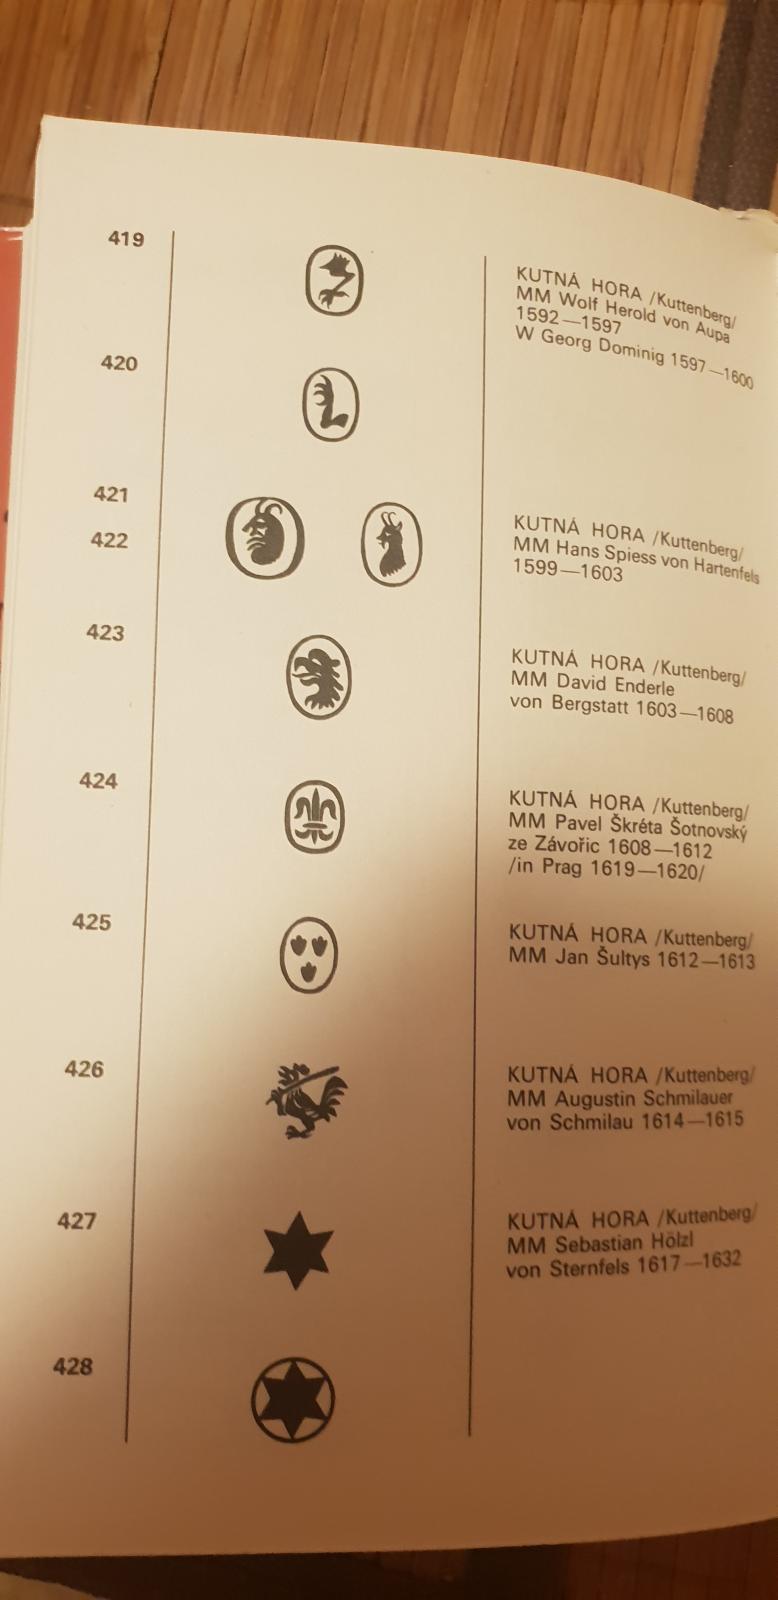 419
KUTNÁ HORA /Kuttenberg/
MM Wolf Herold von Aupa
1592—1597
W Georg Dominig 1597—1600
420
421
422
KUTNÁ HORA /Kuttenberg/
MM Hans Spiess von Hartenfels
1599—1603
423
KUTNÁ HORA /Kuttenberg/
MM David Enderle
von Bergstatt 1603—1608
424
KUTNÁ HORA /Kuttenberg/
MM Pavel Škréta Šotnovský
ze Závořic 1608—1612
/in Prag 1619—1620/
425
KUTNÁ HORA /Kuttenberg/
MM Jan Šultys 1612—1613
426
KUTNÁ HORA /Kuttenberg/
MM Augustin Schmilauer
von Schmilau 1614—1615
427
KUTNÁ HORA /Kuttenberg/
MM Sebastian Hölzl
von Sternfels 1617—1632
428